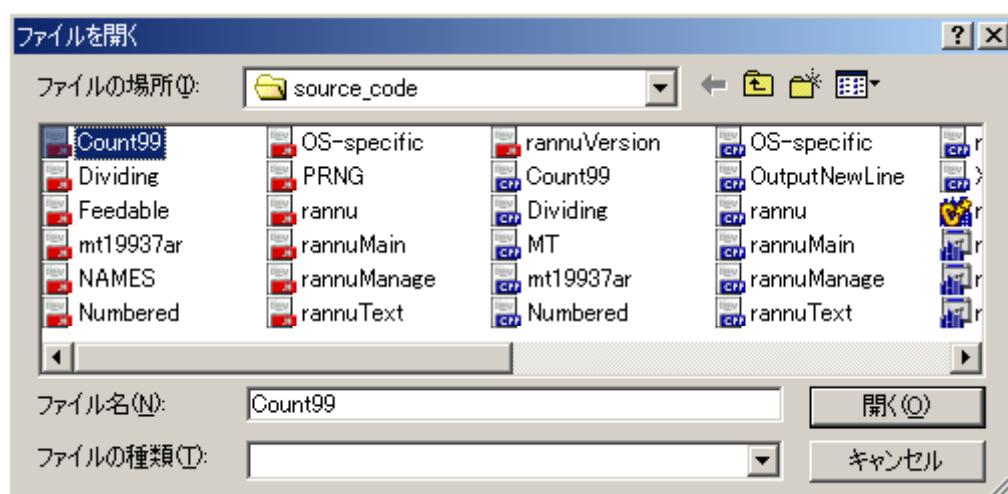 ファイルを開く
ファイルの場所(I): source_code
Count99 OS-specific rannuVersion OS-specific r
Dividing PRNG Count99 OutputNewLine
Feedable rannu Dividing rannu r
mt19937ar rannuMain MT rannuMain r
NAMES rannuManage mt19937ar rannuManage r
Numbered rannuText Numbered rannuText r
ファイル名(N): Count99 開く(O)
ファイルの種類(T): キャンセル